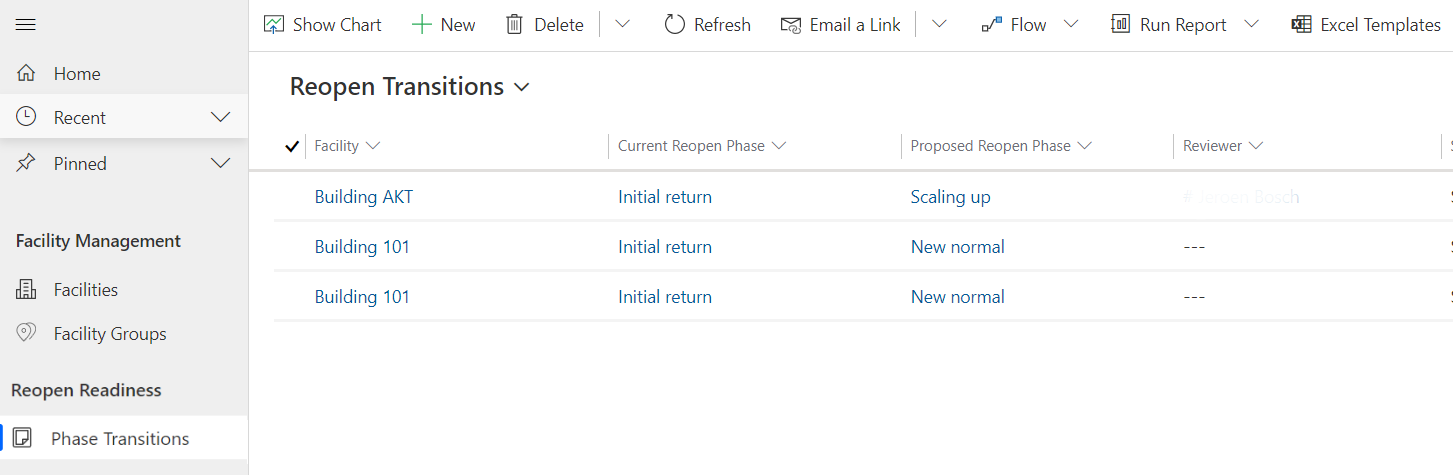 Show Chart New Delete Refresh Email a Link Flow Run Report Excel Templates
Home
Recent
Pinned
Facility Management
Facilities
Facility Groups
Reopen Readiness
Phase Transitions
Reopen Transitions
Facility Current Reopen Phase Proposed Reopen Phase Reviewer
Building AKT Initial return Scaling up # Jeroen Bosch
Building 101 Initial return New normal ---
Building 101 Initial return New normal ---